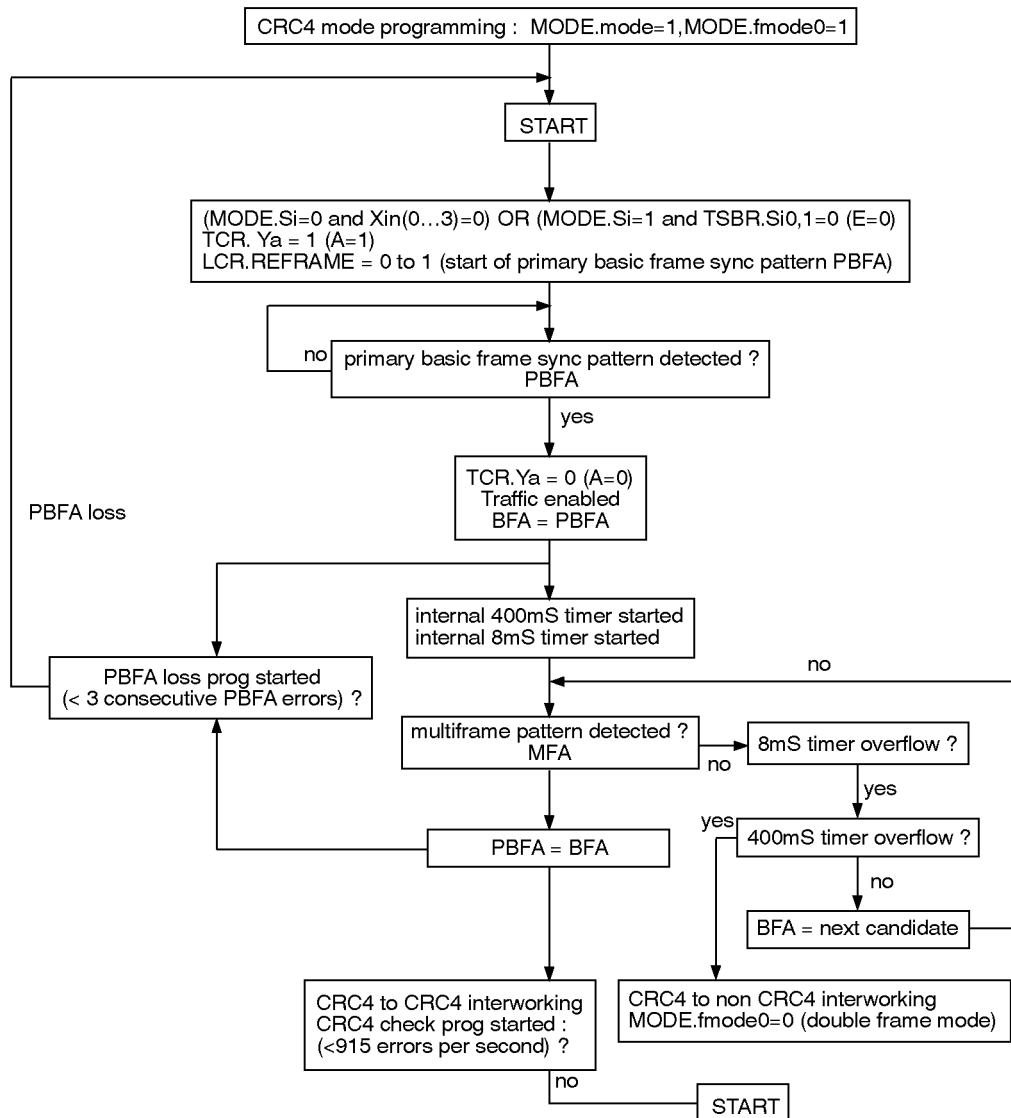 CRC4 mode programming : MODE.mode=1,MODE.fmode0=1
START
(MODE.Si=0 and Xin(0...3)=0) OR (MODE.Si=1 and TSBR.Si0,1=0 (E=0)
TCR. Ya = 1 (A=1)
LCR.REFRAME = 0 to 1 (start of primary basic frame sync pattern PBFA)
no
primary basic frame sync pattern detected ?
PBFA
yes
TCR.Ya = 0 (A=0)
Traffic enabled
BFA = PBFA
PBFA loss
internal 400mS timer started
internal 8mS timer started
no
PBFA loss prog started
(< 3 consecutive PBFA errors) ?
multiframe pattern detected ?
MFA
no
8mS timer overflow ?
yes
yes
400mS timer overflow ?
PBFA = BFA
no
BFA = next candidate
CRC4 to CRC4 interworking
CRC4 check prog started :
(<915 errors per second) ?
CRC4 to non CRC4 interworking
MODE.fmode0=0 (double frame mode)
no
START